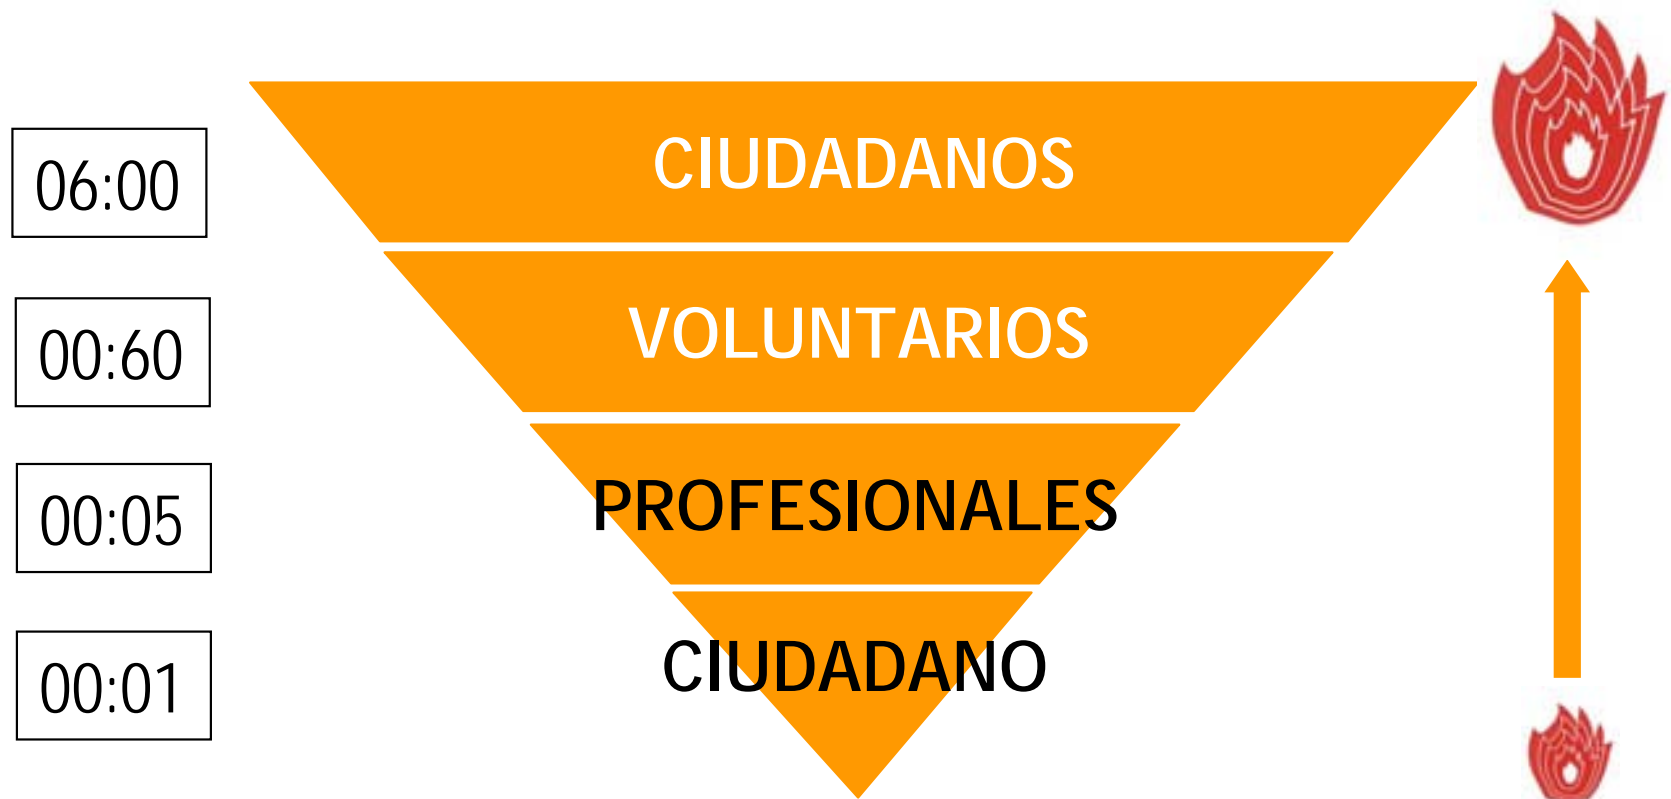 06:00
CIUDADANOS
00:60
VOLUNTARIOS
00:05
PROFESIONALES
00:01
CIUDADANO